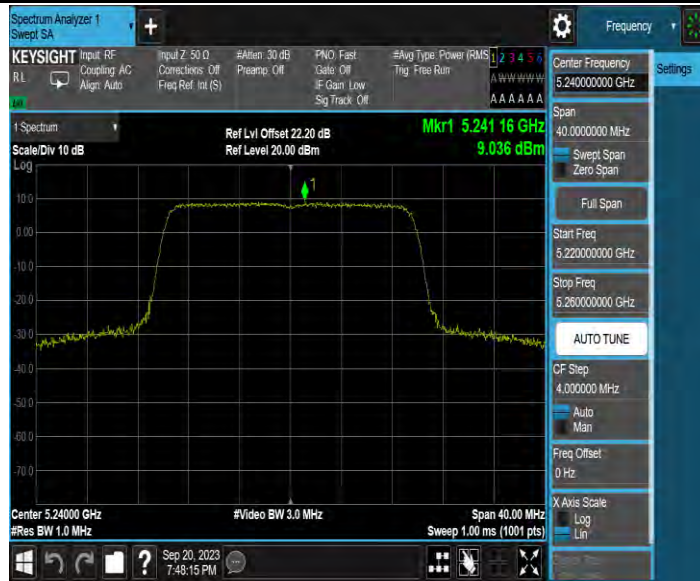 Spectrum Analyzer 1
Swept SA
+
Frequency
KEYSIGHT
RL
Input: RF
Coupling: AC
Align: Auto
Input Z: 50 Ω
Corrections: Off
Freq Ref: Int (S)
#Atten: 30 dB
Preamp: Off
PNO: Fast
Gate: Off
IF Gain: Low
Sig Track: Off
#Avg Type: Power (RMS
Trig: Free Run
1 2 3 4 5 6
A W W W W W
A A A A A A
1 Spectrum
Scale/Div 10 dB
Log
Ref Lvl Offset 22.20 dB
Ref Level 20.00 dBm
Mkr1 5.241 16 GHz
9.036 dBm
1
10.0
0.00
-10.0
-20.0
-30.0
-40.0
-50.0
-60.0
-70.0
Center 5.24000 GHz
#Res BW 1.0 MHz
#Video BW 3.0 MHz
Span 40.00 MHz
Sweep 1.00 ms (1001 pts)
?
Sep 20, 2023
7:48:15 PM
Center Frequency
5.240000000 GHz
Settings
Span
40.0000000 MHz
Swept Span
Zero Span
Full Span
Start Freq
5.220000000 GHz
Stop Freq
5.260000000 GHz
AUTO TUNE
CF Step
4.000000 MHz
Auto
Man
Freq Offset
0 Hz
X Axis Scale
Log
Lin